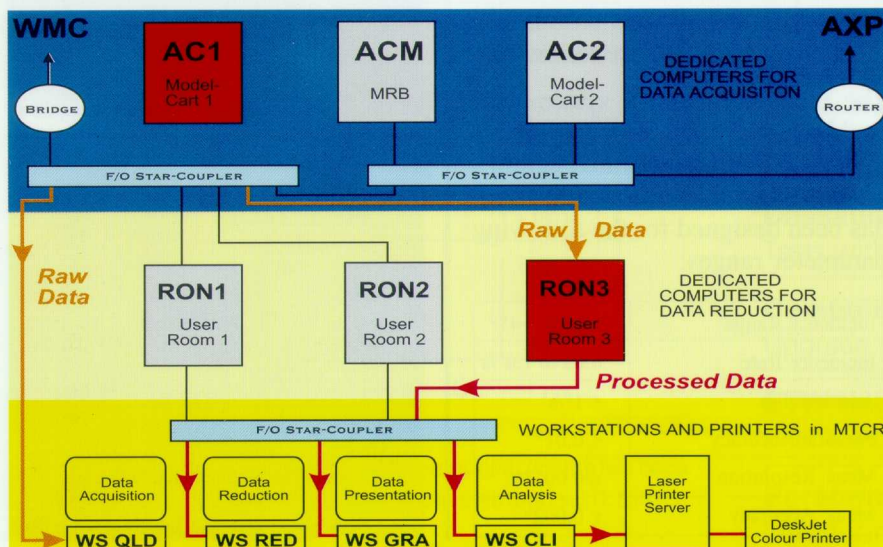 WMC
AC1
Model-
Cart 1
ACM
MRB
AC2
Model-
Cart 2
DEDICATED
COMPUTERS FOR
DATA ACQUISITON
AXP
BRIDGE
ROUTER
F/O STAR-COUPLER
F/O STAR-COUPLER
Raw
Data
Raw Data
RON1
User
Room 1
RON2
User
Room 2
RON3
User
Room 3
DEDICATED
COMPUTERS FOR
DATA REDUCTION
Processed Data
F/O STAR-COUPLER
WORKSTATIONS AND PRINTERS in MTCR
Data
Acquisition
Data
Reduction
Data
Presentation
Data
Analysis
Laser
Printer
Server
WS QLD
WS RED
WS GRA
WS CLI
DeskJet
Colour Printer